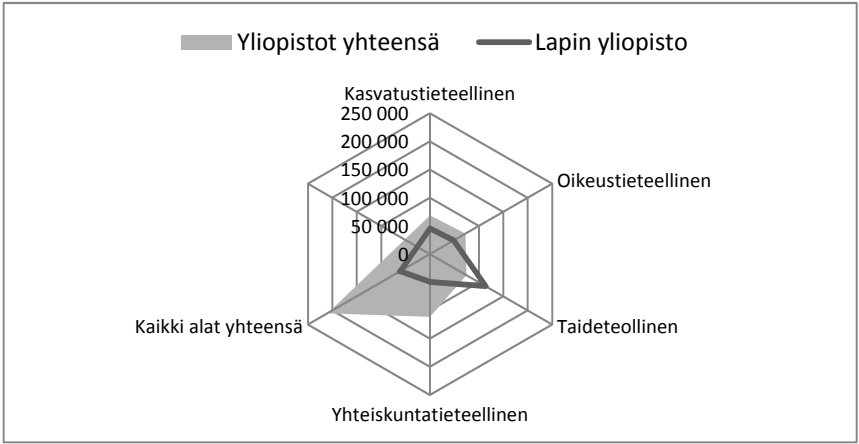 Yliopistot yhteensä Lapin yliopisto
Kasvatustieteellinen
250 000
200 000
150 000
100 000
50 000
0
Oikeustieteellinen
Taideteollinen
Yhteiskuntatieteellinen
Kaikki alat yhteensä